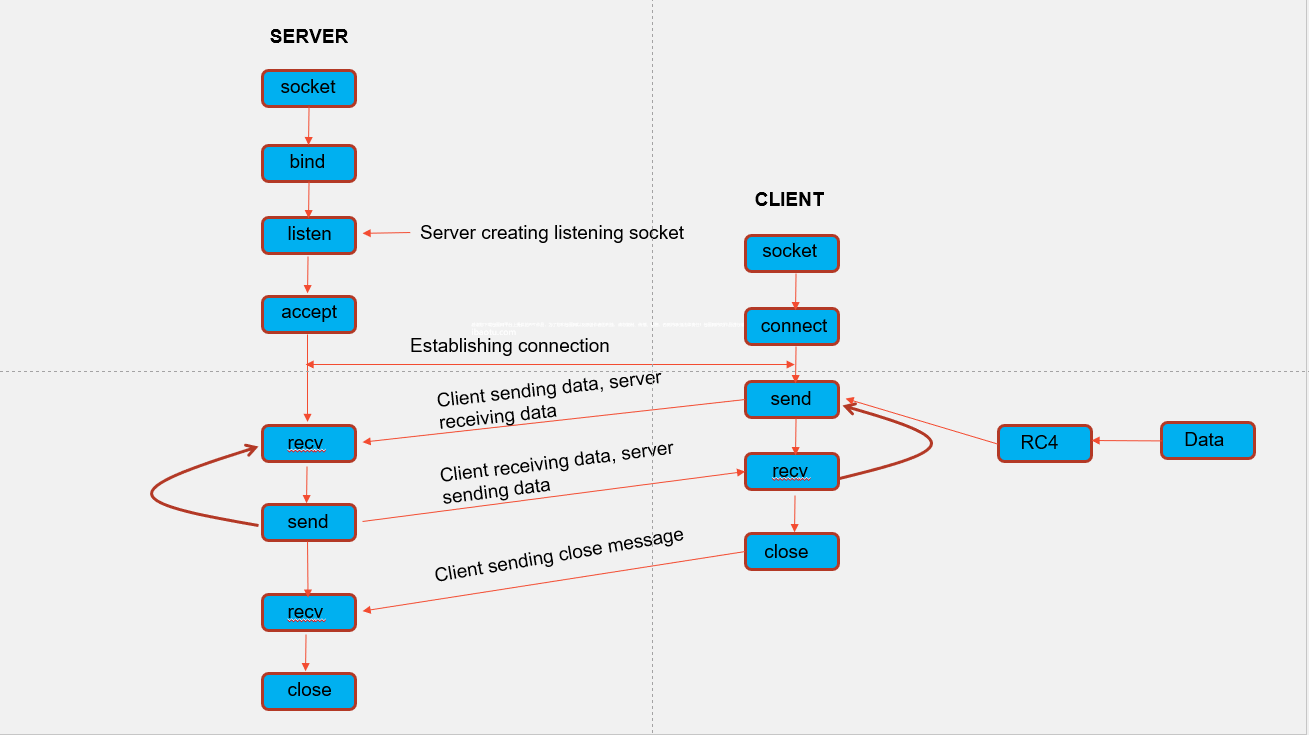 SERVER
socket
bind
CLIENT
listen
Server creating listening socket
socket
accept
connect
Establishing connection
Client sending data, server
receiving data
send
recv
RC4
Data
Client receiving data, server
sending data
recv
send
Client sending close message
close
recv
close